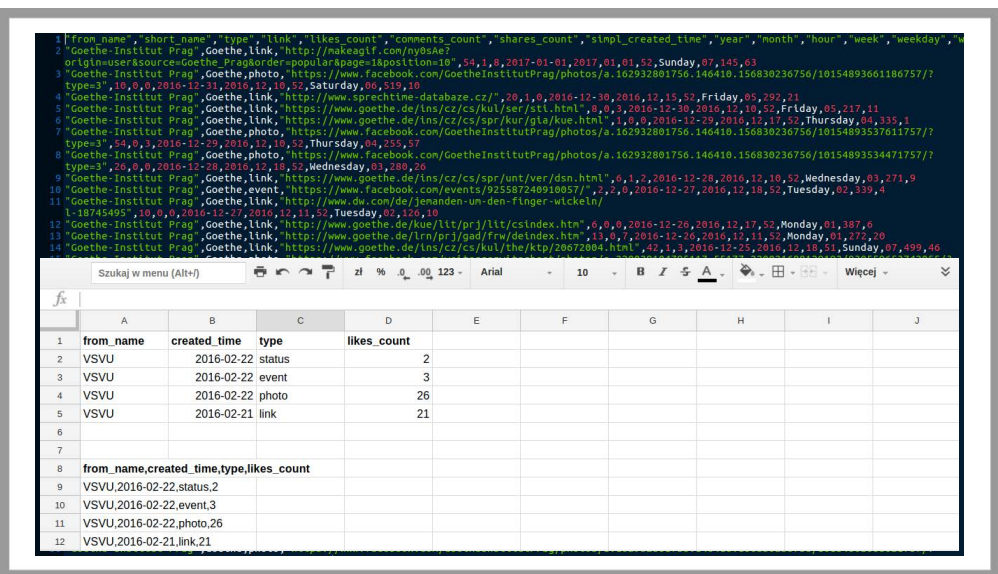 1 "from_name","short_name","type","link","likes_count","comments_count","shares_count","simpl_created_time","year","month","hour","week","weekday","w
2 "Goethe-Institut Prag",Goethe,link,"http://makeagif.com/ny0sAe?
origin=user&source=Goethe_Prag&order=popular&page=1&position=10",54,1,8,2017-01-01,2017,01,01,52,Sunday,07,145,63
3 "Goethe-Institut Prag",Goethe,photo,"https://www.facebook.com/GoetheInstitutPrag/photos/a.162932801756.146410.156830236756/10154893661186757/?
type=3",10,0,0,2016-12-31,2016,12,10,52,Saturday,06,519,10
4 "Goethe-Institut Prag",Goethe,link,"http://www.sprechtime-databaze.cz/",20,1,0,2016-12-30,2016,12,15,52,Friday,05,292,21
5 "Goethe-Institut Prag",Goethe,link,"https://www.goethe.de/ins/cz/cs/kul/ser/stl.html",8,0,3,2016-12-30,2016,12,10,52,Friday,05,217,11
6 "Goethe-Institut Prag",Goethe,link,"https://www.goethe.de/ins/cz/cs/spr/kur/gia/kue.html",1,0,0,2016-12-29,2016,12,17,52,Thursday,04,335,1
7 "Goethe-Institut Prag",Goethe,photo,"https://www.facebook.com/GoetheInstitutPrag/photos/a.162932801756.146410.156830236756/10154893537611757/?
type=3",54,0,3,2016-12-29,2016,12,10,52,Thursday,04,255,57
8 "Goethe-Institut Prag",Goethe,photo,"https://www.facebook.com/GoetheInstitutPrag/photos/a.162932801756.146410.156830236756/10154893534471757/?
type=3",26,0,0,2016-12-28,2016,12,18,52,Wednesday,03,280,26
9 "Goethe-Institut Prag",Goethe,link,"https://www.goethe.de/ins/cz/cs/spr/unt/ver/dsn.html",6,1,2,2016-12-28,2016,12,10,52,Wednesday,03,271,9
10 "Goethe-Institut Prag",Goethe,event,"https://www.facebook.com/events/925587240910057/",2,2,0,2016-12-27,2016,12,18,52,Tuesday,02,339,4
11 "Goethe-Institut Prag",Goethe,link,"http://www.dw.com/de/jemanden-um-den-finger-wickeln/
l-18745495",10,0,0,2016-12-27,2016,12,11,52,Tuesday,02,126,10
12 "Goethe-Institut Prag",Goethe,link,"http://www.goethe.de/kue/lit/prj/lit/csindex.htm",6,0,0,2016-12-26,2016,12,17,52,Monday,01,387,6
13 "Goethe-Institut Prag",Goethe,link,"http://www.goethe.de/lrn/prj/gad/frw/deindex.htm",13,0,7,2016-12-26,2016,12,11,52,Monday,01,272,20
14 "Goethe-Institut Prag",Goethe,link,"https://www.goethe.de/ins/cz/cs/kul/the/ktp/20672004.html",42,1,3,2016-12-25,2016,12,18,51,Sunday,07,499,46
Szukaj w menu (Alt+/) zł % .0 .00 123 Arial 10 B I S A Więcej
fx
A B C D E F G H I J
1 from_name created_time type likes_count
2 VSVU 2016-02-22 status 2
3 VSVU 2016-02-22 event 3
4 VSVU 2016-02-22 photo 26
5 VSVU 2016-02-21 link 21
6
7
8 from_name,created_time,type,likes_count
9 VSVU,2016-02-22,status,2
10 VSVU,2016-02-22,event,3
11 VSVU,2016-02-22,photo,26
12 VSVU,2016-02-21,link,21